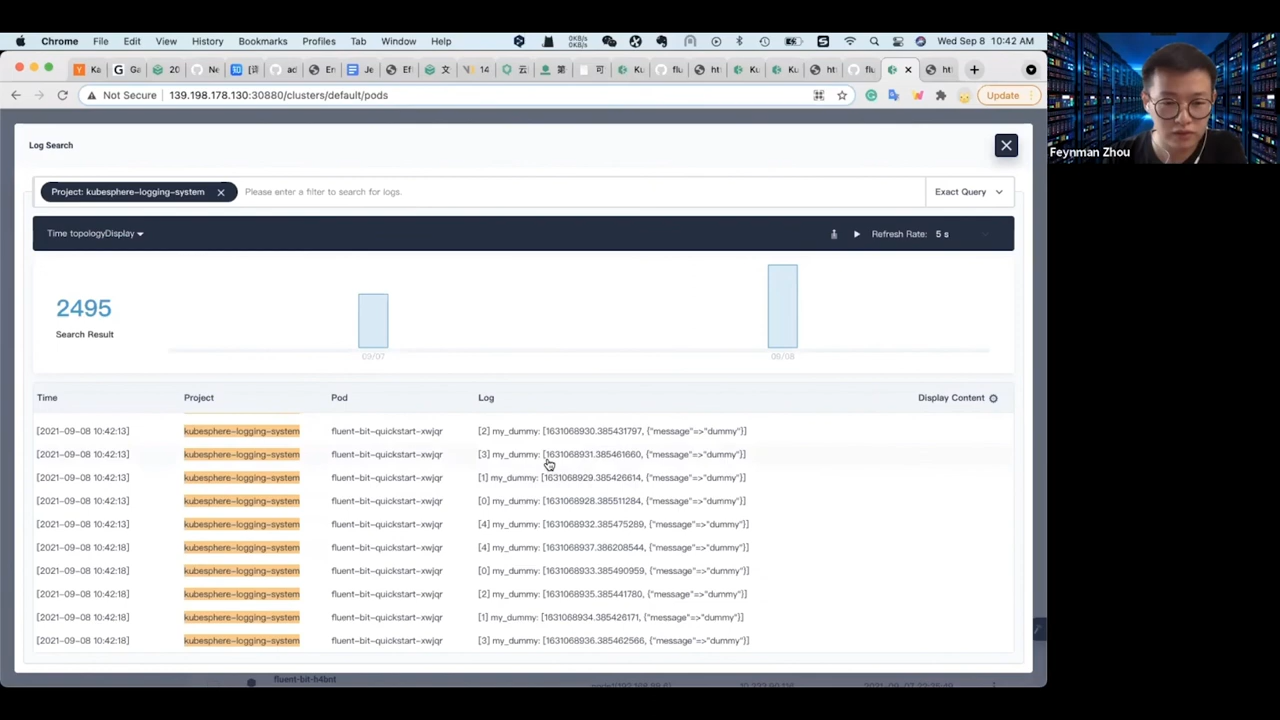 Chrome File Edit View History Bookmarks Profiles Tab Window Help 0KB/s 0KB/s Wed Sep 8 10:42 AM
Not Secure 139.198.178.130:30880/clusters/default/pods Update
Feynman Zhou
Log Search
Project: kubesphere-logging-system Please enter a filter to search for logs. Exact Query
Time topologyDisplay Refresh Rate: 5 s
2495
Search Result
09/07 09/08
Time Project Pod Log Display Content
[2021-09-08 10:42:13] kubesphere-logging-system fluent-bit-quickstart-xwjqr [2] my_dummy: [1631068930.385431797, {"message"=>"dummy"}]
[2021-09-08 10:42:13] kubesphere-logging-system fluent-bit-quickstart-xwjqr [3] my_dummy: [1631068931.385461660, {"message"=>"dummy"}]
[2021-09-08 10:42:13] kubesphere-logging-system fluent-bit-quickstart-xwjqr [1] my_dummy: [1631068929.385426614, {"message"=>"dummy"}]
[2021-09-08 10:42:13] kubesphere-logging-system fluent-bit-quickstart-xwjqr [0] my_dummy: [1631068928.385511284, {"message"=>"dummy"}]
[2021-09-08 10:42:13] kubesphere-logging-system fluent-bit-quickstart-xwjqr [4] my_dummy: [1631068932.385475289, {"message"=>"dummy"}]
[2021-09-08 10:42:18] kubesphere-logging-system fluent-bit-quickstart-xwjqr [4] my_dummy: [1631068937.386208544, {"message"=>"dummy"}]
[2021-09-08 10:42:18] kubesphere-logging-system fluent-bit-quickstart-xwjqr [0] my_dummy: [1631068933.385490959, {"message"=>"dummy"}]
[2021-09-08 10:42:18] kubesphere-logging-system fluent-bit-quickstart-xwjqr [2] my_dummy: [1631068935.385441780, {"message"=>"dummy"}]
[2021-09-08 10:42:18] kubesphere-logging-system fluent-bit-quickstart-xwjqr [1] my_dummy: [1631068934.385426171, {"message"=>"dummy"}]
[2021-09-08 10:42:18] kubesphere-logging-system fluent-bit-quickstart-xwjqr [3] my_dummy: [1631068936.385462566, {"message"=>"dummy"}]
fluent-bit-h4bnt